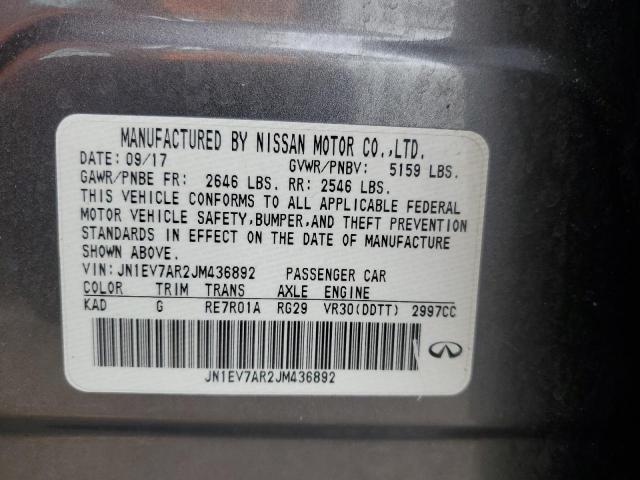 MANUFACTURED BY NISSAN MOTOR CO.,LTD.
DATE: 09/17 GVWR/PNBV: 5159 LBS.
GAWR/PNBE FR: 2646 LBS. RR: 2546 LBS.
THIS VEHICLE CONFORMS TO ALL APPLICABLE FEDERAL
MOTOR VEHICLE SAFETY,BUMPER,AND THEFT PREVENTION
STANDARDS IN EFFECT ON THE DATE OF MANUFACTURE
SHOWN ABOVE.
VIN: JN1EV7AR2JM436892 PASSENGER CAR
COLOR TRIM TRANS AXLE ENGINE
KAD G RE7R01A RG29 VR30(DDTT) 2997CC
JN1EV7AR2JM436892